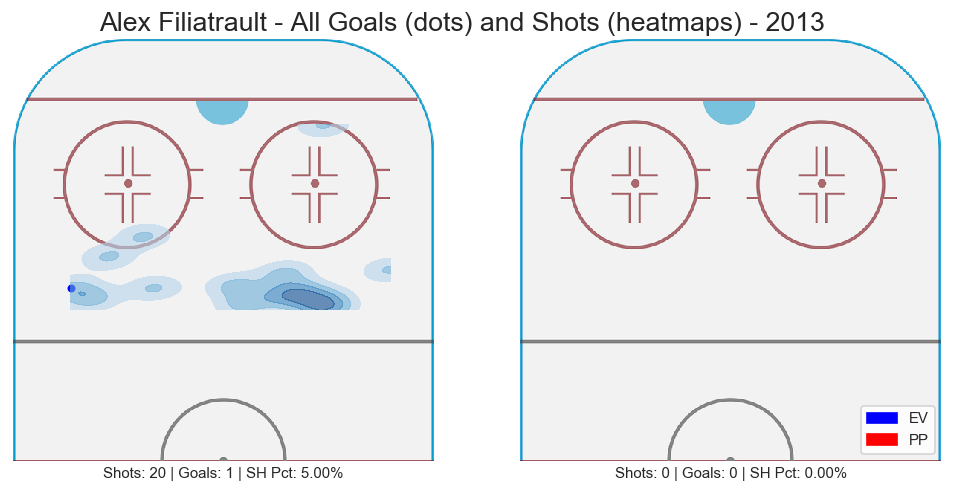 Alex Filiatrault - All Goals (dots) and Shots (heatmaps) - 2013
EV
PP
Shots: 20 | Goals: 1 | SH Pct: 5.00%
Shots: 0 | Goals: 0 | SH Pct: 0.00%